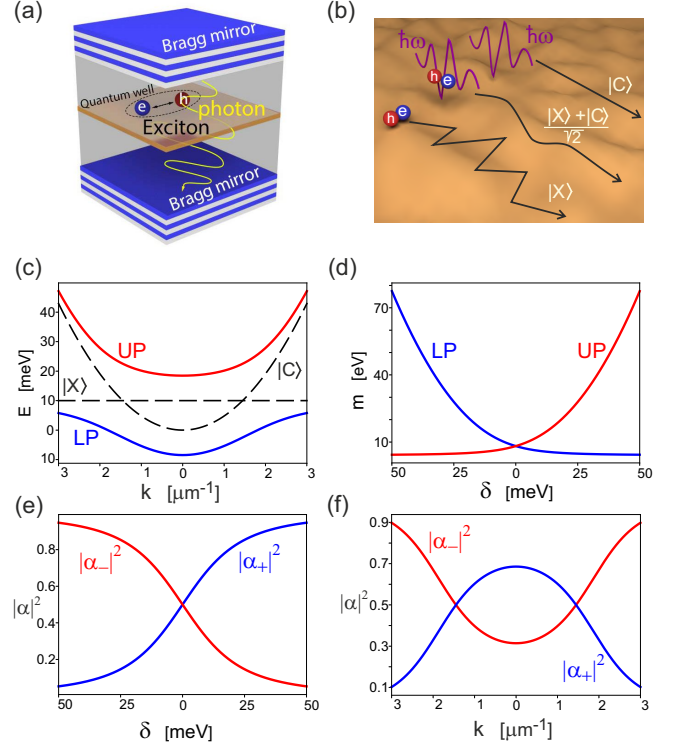 (a)
Bragg mirror
Quantum well
e
h
photon
Exciton
Bragg mirror
(b)
ħω
ħω
h
e
|C⟩
|X⟩ +|C⟩
√2
h
e
|X⟩
(c)
40
30
20
10
0
10
E [meV]
UP
|X⟩
|C⟩
LP
3
2
1
0
1
2
3
k [μm⁻¹]
(d)
70
40
10
m [eV]
LP
UP
50
0
50
δ [meV]
(e)
0.8
0.6
0.4
0.2
|α|²
|α₋|²
|α₊|²
50
0
50
δ [meV]
(f)
0.9
0.7
0.5
0.3
0.1
|α|²
|α₋|²
|α₊|²
3
2
1
0
1
2
3
k [μm⁻¹]